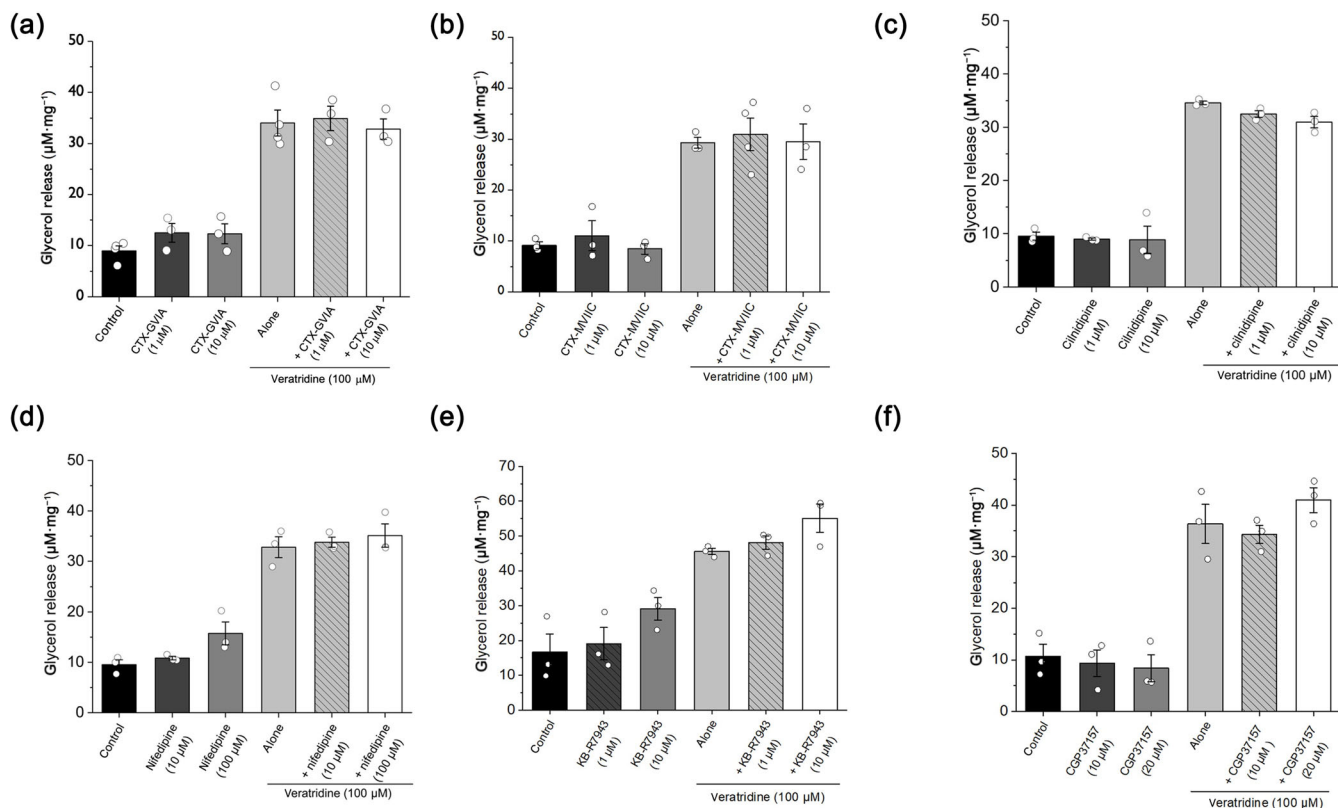 (a)
Glycerol release (μM·mg⁻¹)
50
40
30
20
10
0
Control
CTX-GVIA
(1 μM)
CTX-GVIA
(10 μM)
Alone
+ CTX-GVIA
(1 μM)
+ CTX-GVIA
(10 μM)
Veratridine (100 μM)
(b)
Glycerol release (μM·mg⁻¹)
50
40
30
20
10
0
Control
CTX-MVIIC
(1 μM)
CTX-MVIIC
(10 μM)
Alone
+ CTX-MVIIC
(1 μM)
+ CTX-MVIIC
(10 μM)
Veratridine (100 μM)
(c)
Glycerol release (μM·mg⁻¹)
50
40
30
20
10
0
Control
Cilnidipine
(1 μM)
Cilnidipine
(10 μM)
Alone
+ cilnidipine
(1 μM)
+ cilnidipine
(10 μM)
Veratridine (100 μM)
(d)
Glycerol release (μM·mg⁻¹)
50
40
30
20
10
0
Control
Nifedipine
(10 μM)
Nifedipine
(100 μM)
Alone
+ nifedipine
(10 μM)
+ nifedipine
(100 μM)
Veratridine (100 μM)
(e)
Glycerol release (μM·mg⁻¹)
70
60
50
40
30
20
10
0
Control
KB-R7943
(1 μM)
KB-R7943
(10 μM)
Alone
+ KB-R7943
(1 μM)
+ KB-R7943
(10 μM)
Veratridine (100 μM)
(f)
Glycerol release (μM·mg⁻¹)
50
40
30
20
10
0
Control
CGP37157
(10 μM)
CGP37157
(20 μM)
Alone
+ CGP37157
(10 μM)
+ CGP37157
(20 μM)
Veratridine (100 μM)